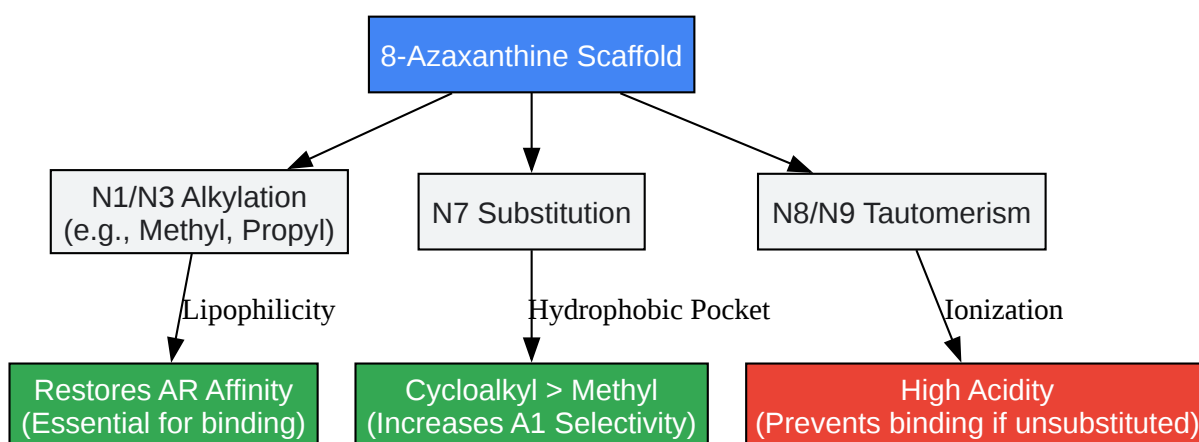 8-Azaxanthine Scaffold
N1/N3 Alkylation
(e.g., Methyl, Propyl)
N7 Substitution
N8/N9 Tautomerism
Lipophilicity
Hydrophobic Pocket
Ionization
Restores AR Affinity
(Essential for binding)
Cycloalkyl > Methyl
(Increases A1 Selectivity)
High Acidity
(Prevents binding if unsubstituted)